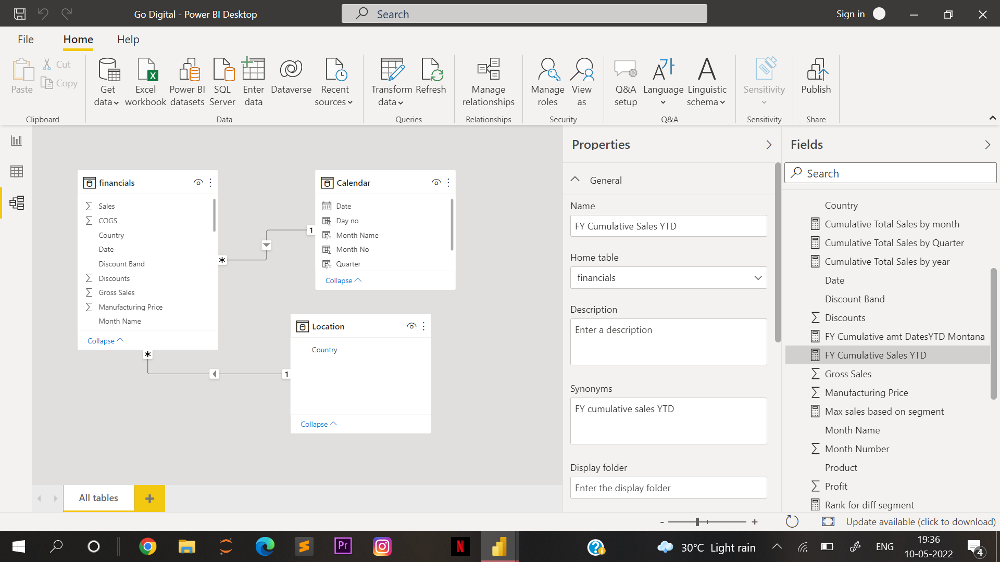 Go Digital - Power BI Desktop
Search
Sign in
File
Home
Help
Paste
Cut
Copy
Clipboard
Get data
Excel workbook
Power BI datasets
SQL Server
Enter data
Dataverse
Recent sources
Data
Transform data
Refresh
Queries
Manage relationships
Relationships
Manage roles
View as
Security
Q&A setup
Language
Linguistic schema
Q&A
Sensitivity
Sensitivity
Publish
Share
financials
Sales
COGS
Country
Date
Discount Band
Discounts
Gross Sales
Manufacturing Price
Month Name
Collapse
Calendar
Date
Day no
Month Name
Month No
Quarter
Collapse
1
*
*
1
Location
Country
Collapse
All tables
Properties
General
Name
FY Cumulative Sales YTD
Home table
financials
Description
Enter a description
Synonyms
FY cumulative sales YTD
Display folder
Enter the display folder
Fields
Search
Country
Cumulative Total Sales by month
Cumulative Total Sales by Quarter
Cumulative Total Sales by year
Date
Discount Band
Discounts
FY Cumulative amt DatesYTD Montana
FY Cumulative Sales YTD
Gross Sales
Manufacturing Price
Max sales based on segment
Month Name
Month Number
Product
Profit
Rank for diff segment
- +
Update available (click to download)
Pr
N
30°C Light rain
ENG
19:36
10-05-2022
4